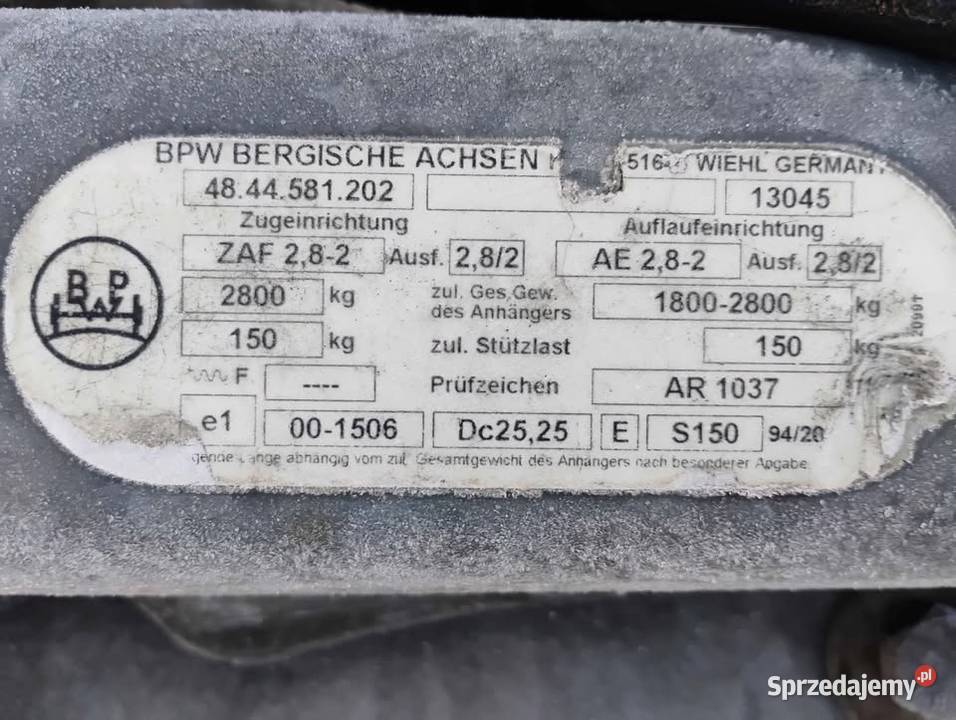 BPW BERGISCHE ACHSEN 516 WIEHL GERMANY
48.44.581.202 13045
Zugeinrichtung Auflaufeinrichtung
ZAF 2,8-2 Ausf. 2,8/2 AE 2,8-2 Ausf. 2,8/2
2800 kg zul. Ges.Gew. des Anhängers 1800-2800 kg
150 kg zul. Stützlast 150 kg
F ---- Prüfzeichen AR 1037
e1 00-1506 Dc25,25 E S150 94/20
abhängig vom zul. Gesamtgewicht des Anhängers nach besonderer Angabe
BPW
20991
Sprzedajemy.pl